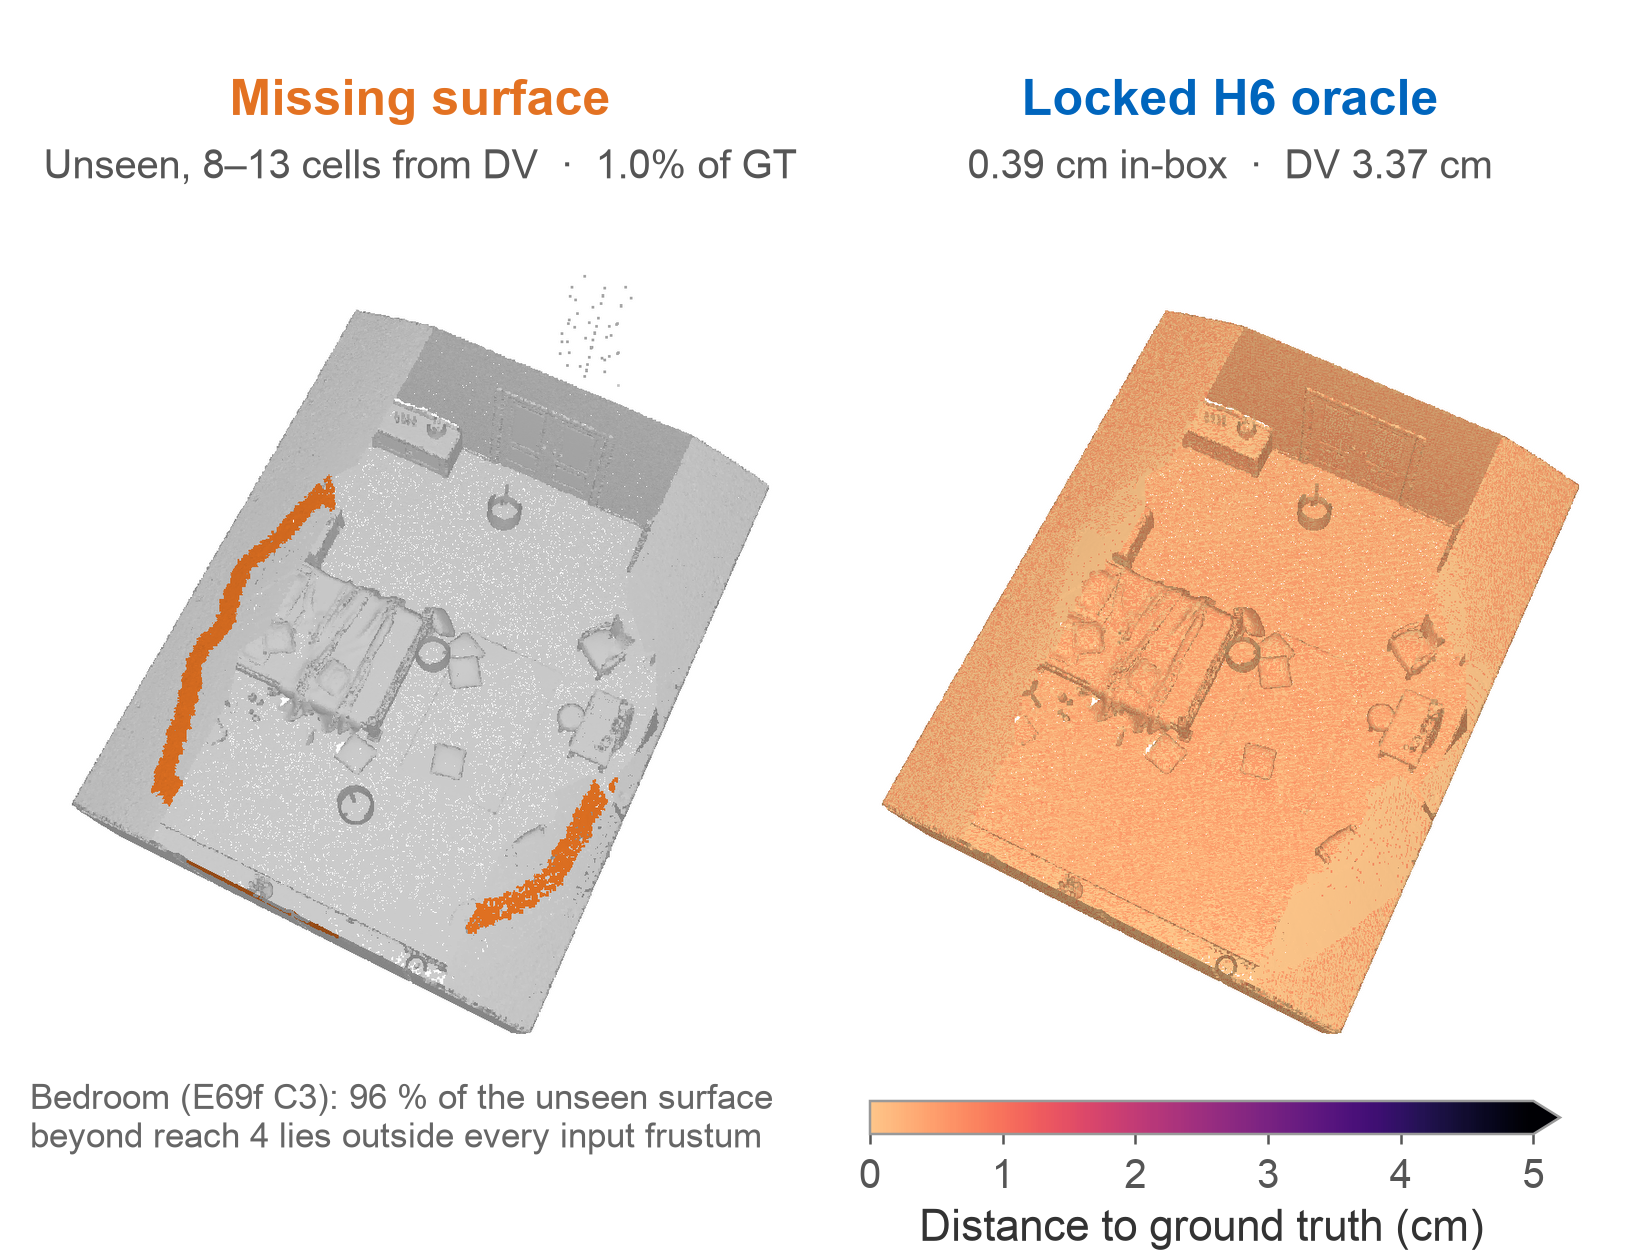 Missing surface
Unseen, 8–13 cells from DV · 1.0% of GT
Locked H6 oracle
0.39 cm in-box · DV 3.37 cm
Bedroom (E69f C3): 96 % of the unseen surface
beyond reach 4 lies outside every input frustum
0 1 2 3 4 5
Distance to ground truth (cm)